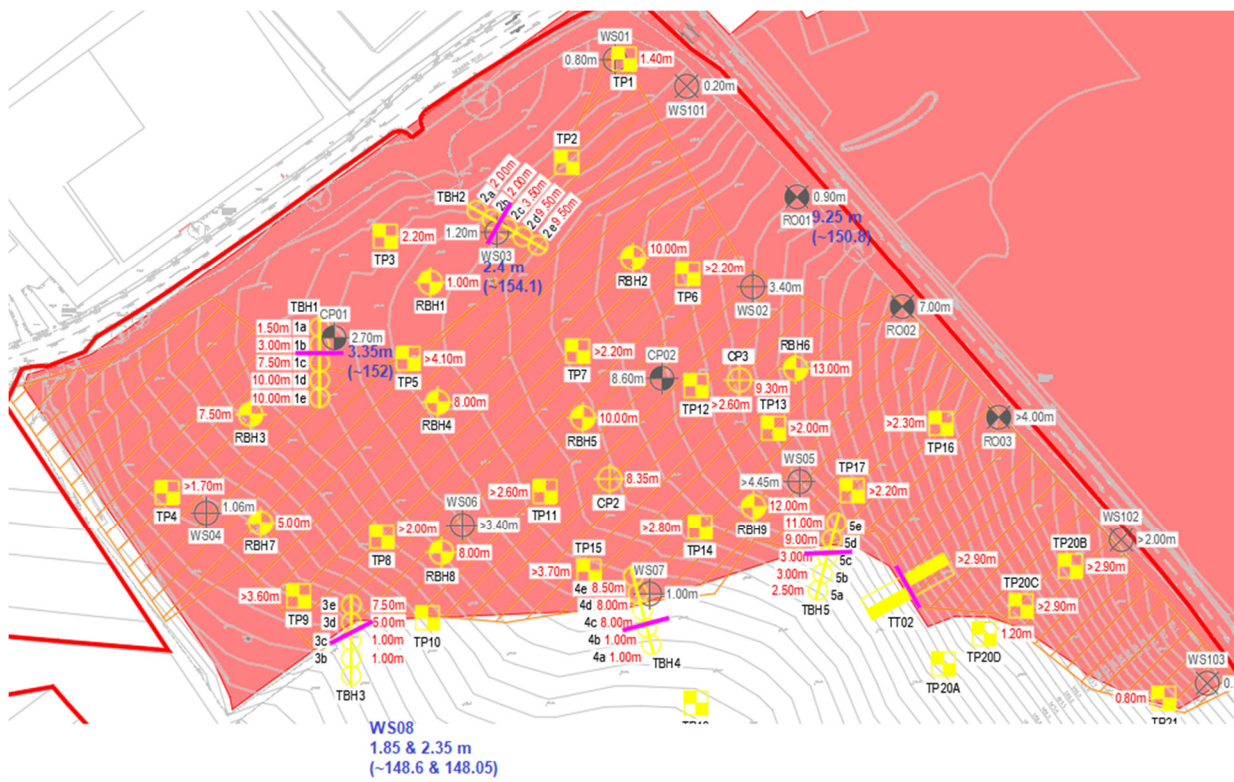 WS01
0.80m
1.40m
TP1
0.20m
WS101
TP2
TBH2
2a 2.00m
2b 2.00m
2c 3.50m
2d 9.50m
2e 9.50m
0.90m
RO01
9.25 m
(~150.8)
TP3
2.20m
1.20m
WS03
2.4 m
(~154.1)
RBH1
1.00m
RBH2
10.00m
TP6
>2.20m
WS02
3.40m
RO02
7.00m
TBH1
CP01
1.50m 1a
3.00m 1b
7.50m 1c
10.00m 1d
10.00m 1e
2.70m
3.35m
(~152)
TP5
>4.10m
TP7
>2.20m
CP02
8.60m
CP3
9.30m
RBH6
13.00m
TP12
>2.60m
TP13
>2.00m
7.50m
RBH3
8.00m
RBH4
10.00m
RBH5
>2.30m
TP16
>4.00m
RO03
>1.70m
TP4
1.06m
WS04
5.00m
RBH7
WS06
>3.40m
>2.00m
TP8
8.00m
RBH8
>2.60m
TP11
8.35m
CP2
WS05
>4.45m
TP17
>2.20m
12.00m
RBH9
>2.80m
TP14
11.00m 5e
9.00m 5d
3.00m 5c
3.00m 5b
2.50m 5a
TBH5
WS102
>2.00m
TP20B
>2.90m
TP15
>3.70m
WS07
1.00m
4e 8.50m
4d 8.00m
4c 8.00m
4b 1.00m
4a 1.00m
TBH4
>3.60m
TP9
3e 7.50m
3d 5.00m
3c 1.00m
3b 1.00m
TBH3
TP10
>2.90m
TT02
TP20C
>2.90m
1.20m
TP20D
TP20A
WS103
0.80m
TP21
WS08
1.85 & 2.35 m
(~148.6 & 148.05)